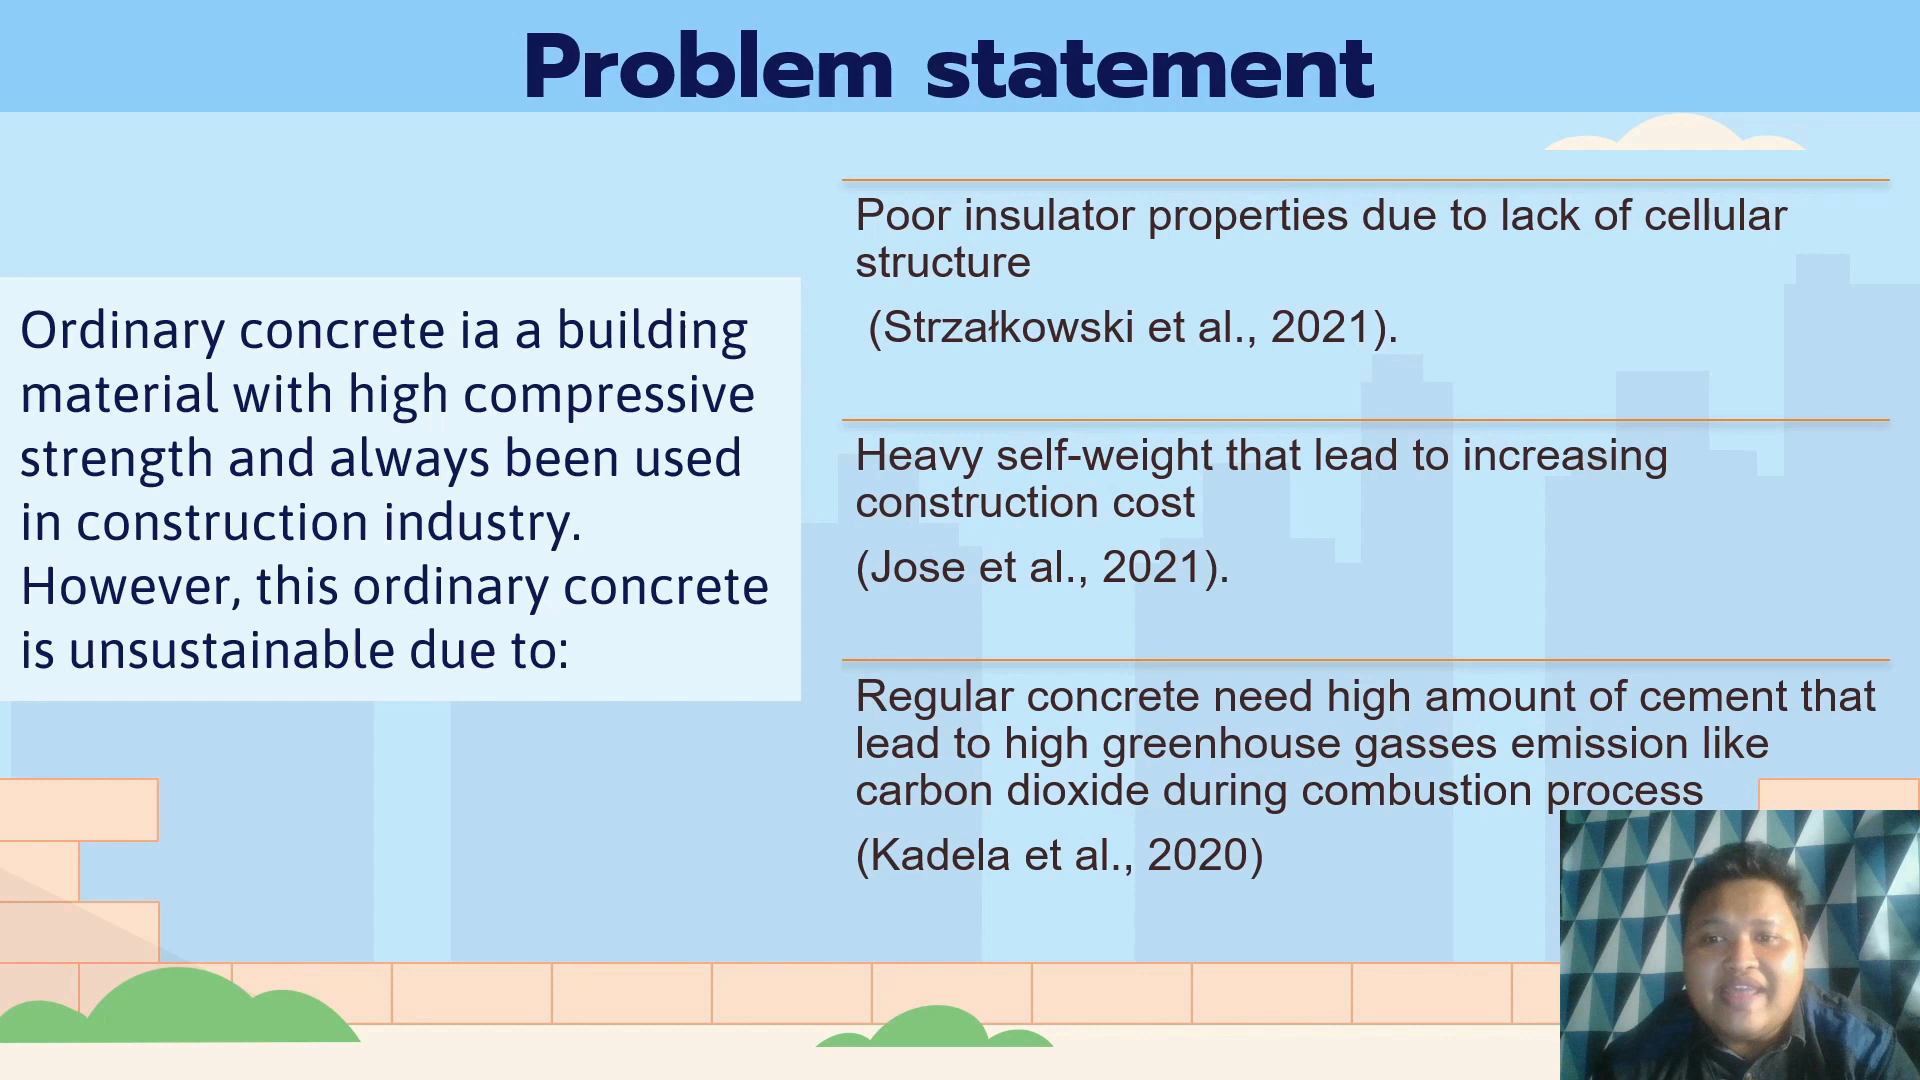 Problem statement
Ordinary concrete ia a building
material with high compressive
strength and always been used
in construction industry.
However, this ordinary concrete
is unsustainable due to:
Poor insulator properties due to lack of cellular
structure
(Strzałkowski et al., 2021).
Heavy self-weight that lead to increasing
construction cost
(Jose et al., 2021).
Regular concrete need high amount of cement that
lead to high greenhouse gasses emission like
carbon dioxide during combustion process
(Kadela et al., 2020)